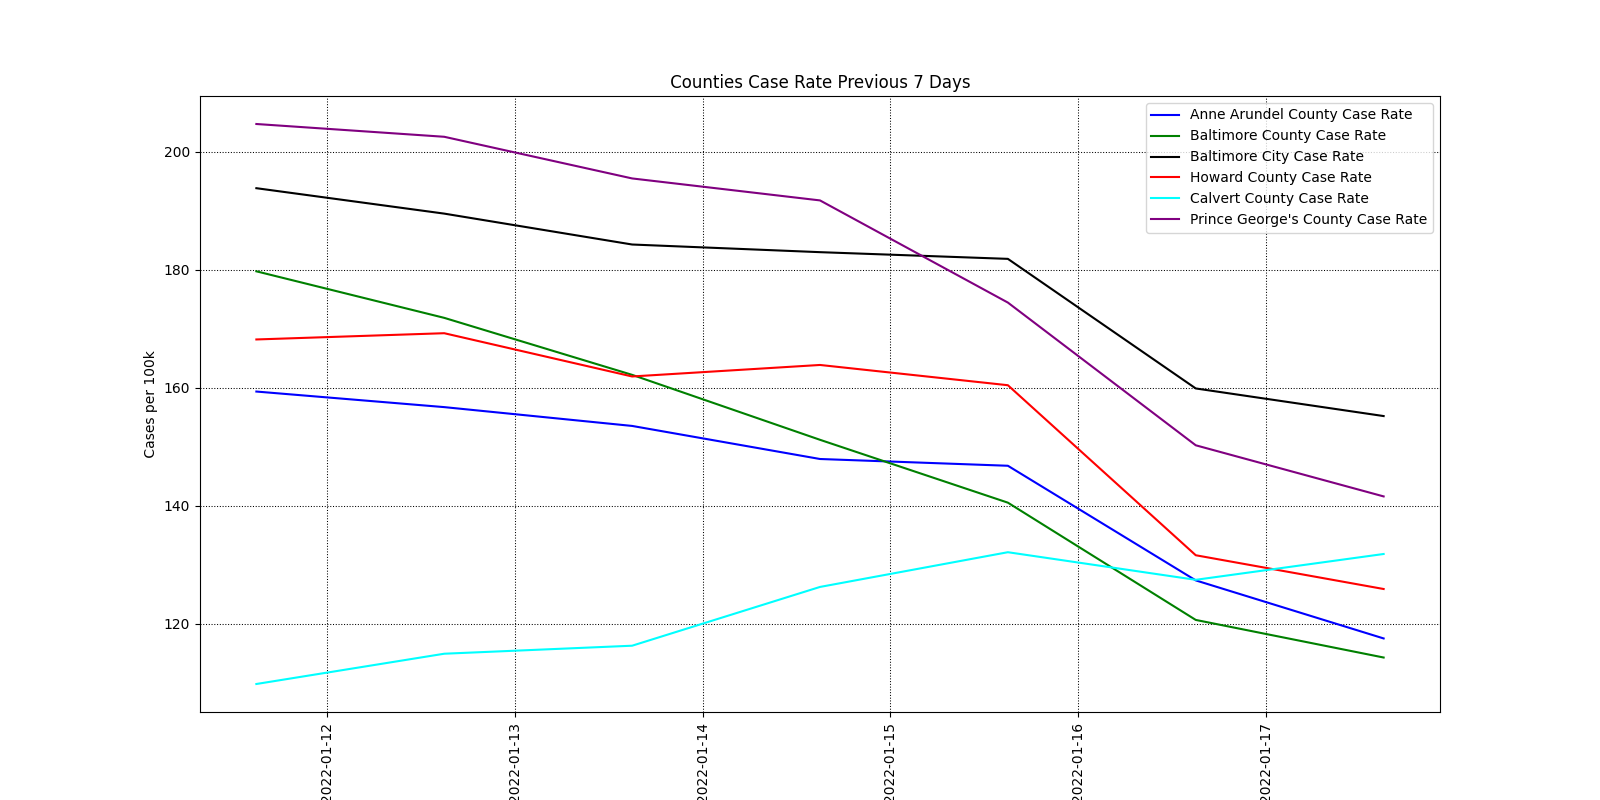 Counties Case Rate Previous 7 Days
Anne Arundel County Case Rate
Baltimore County Case Rate
Baltimore City Case Rate
Howard County Case Rate
Calvert County Case Rate
Prince George's County Case Rate
Cases per 100k
200
180
160
140
120
2022-01-12
2022-01-13
2022-01-14
2022-01-15
2022-01-16
2022-01-17